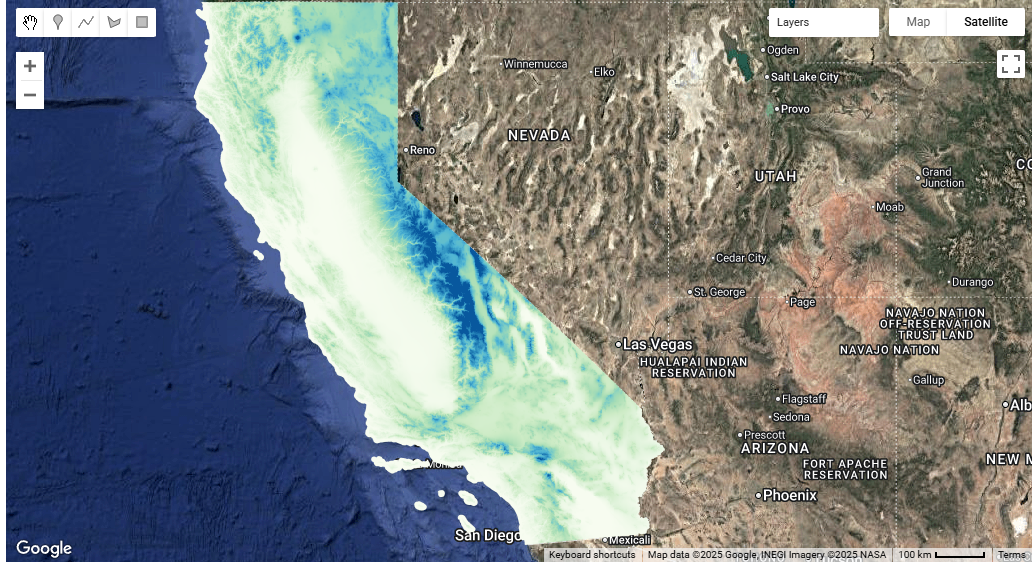 Layers
Map
Satellite
+
−
Ogden
Winnemucca
Elko
Salt Lake City
Provo
NEVADA
Reno
UTAH
Grand
Junction
Moab
Cedar City
Durango
St. George
Page
NAVAJO NATION
OFF-RESERVATION
TRUST LAND
Las Vegas
NAVAJO NATION
HUALAPAI INDIAN
RESERVATION
Gallup
Flagstaff
Alb
Sedona
Prescott
ARIZONA
NEW M
FORT APACHE
RESERVATION
Phoenix
San Diego
Mexicali
Google
Keyboard shortcuts
Map data ©2025 Google, INEGI Imagery ©2025 NASA
100 km
Terms